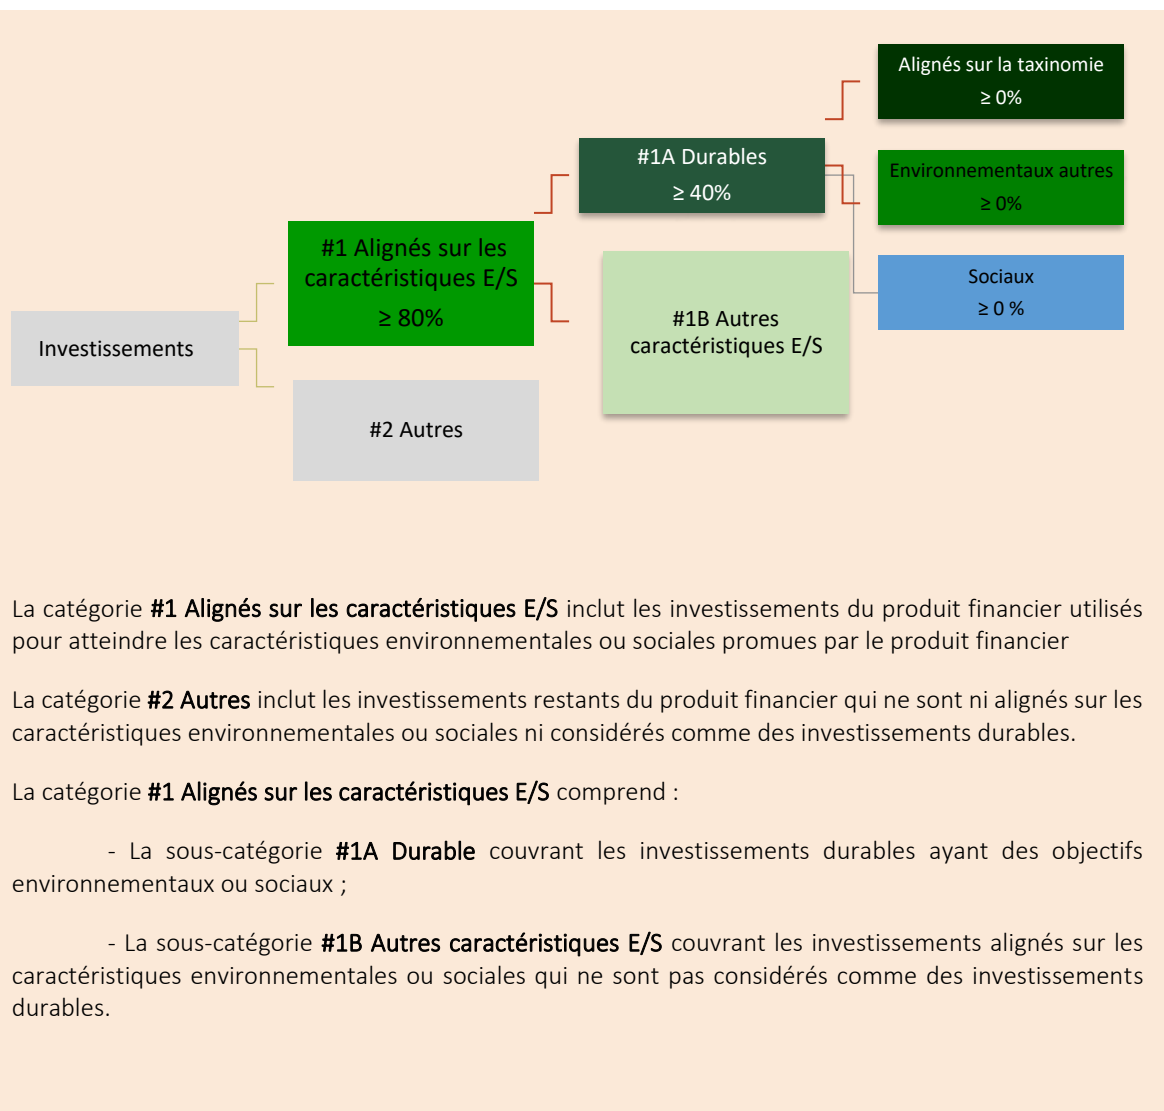 Alignés sur la taxinomie
≥ 0%
#1A Durables
≥ 40%
Environnementaux autres
≥ 0%
#1 Alignés sur les
caractéristiques E/S
≥ 80%
Sociaux
≥ 0 %
#1B Autres
caractéristiques E/S
Investissements
#2 Autres
La catégorie #1 Alignés sur les caractéristiques E/S inclut les investissements du produit financier utilisés
pour atteindre les caractéristiques environnementales ou sociales promues par le produit financier
La catégorie #2 Autres inclut les investissements restants du produit financier qui ne sont ni alignés sur les
caractéristiques environnementales ou sociales ni considérés comme des investissements durables.
La catégorie #1 Alignés sur les caractéristiques E/S comprend :
- La sous-catégorie #1A Durable couvrant les investissements durables ayant des objectifs
environnementaux ou sociaux ;
- La sous-catégorie #1B Autres caractéristiques E/S couvrant les investissements alignés sur les
caractéristiques environnementales ou sociales qui ne sont pas considérés comme des investissements
durables.